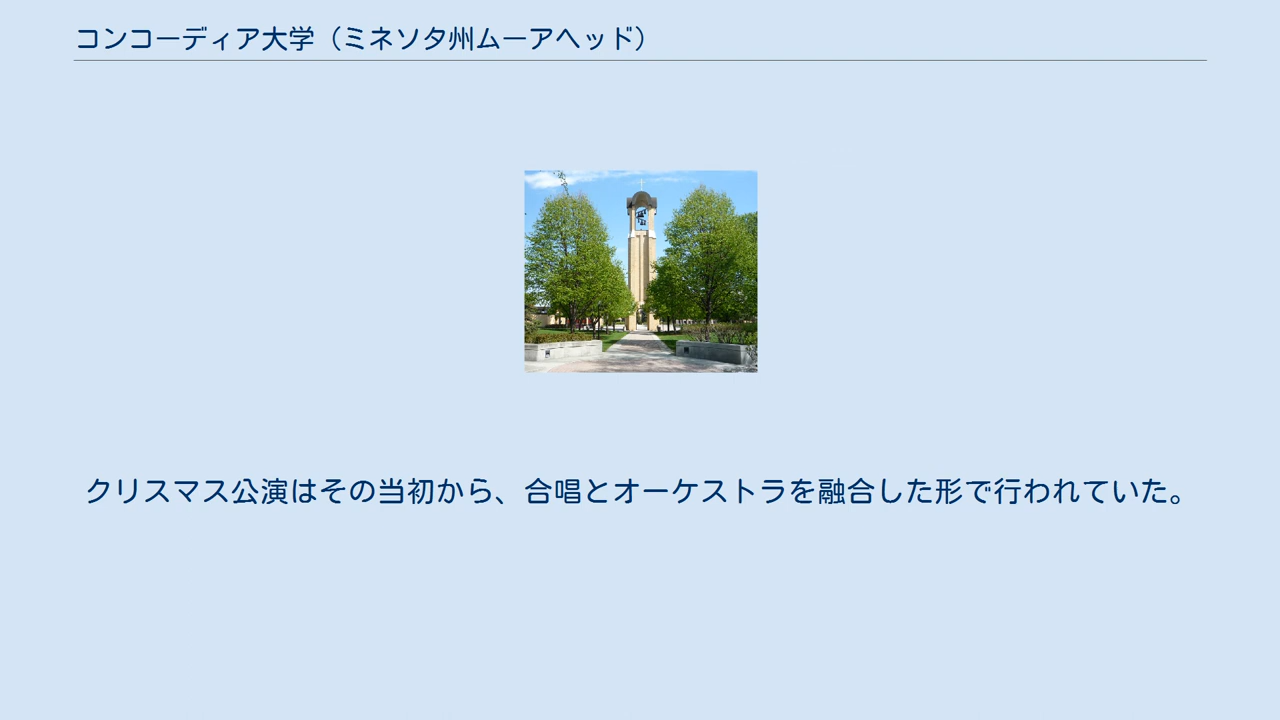 コンコーディア大学（ミネソタ州ムーアヘッド）
クリスマス公演はその当初から、合唱とオーケストラを融合した形で行われていた。